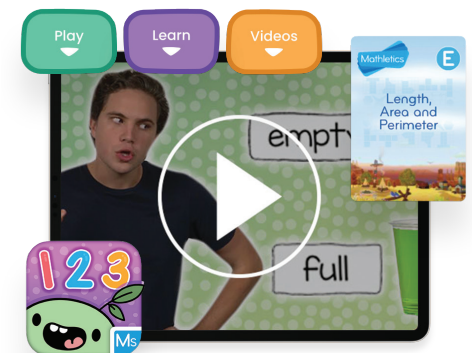 Play
Learn
Videos
Mathletics
E
Length,
Area and
Perimeter
empty
full
123
Ms